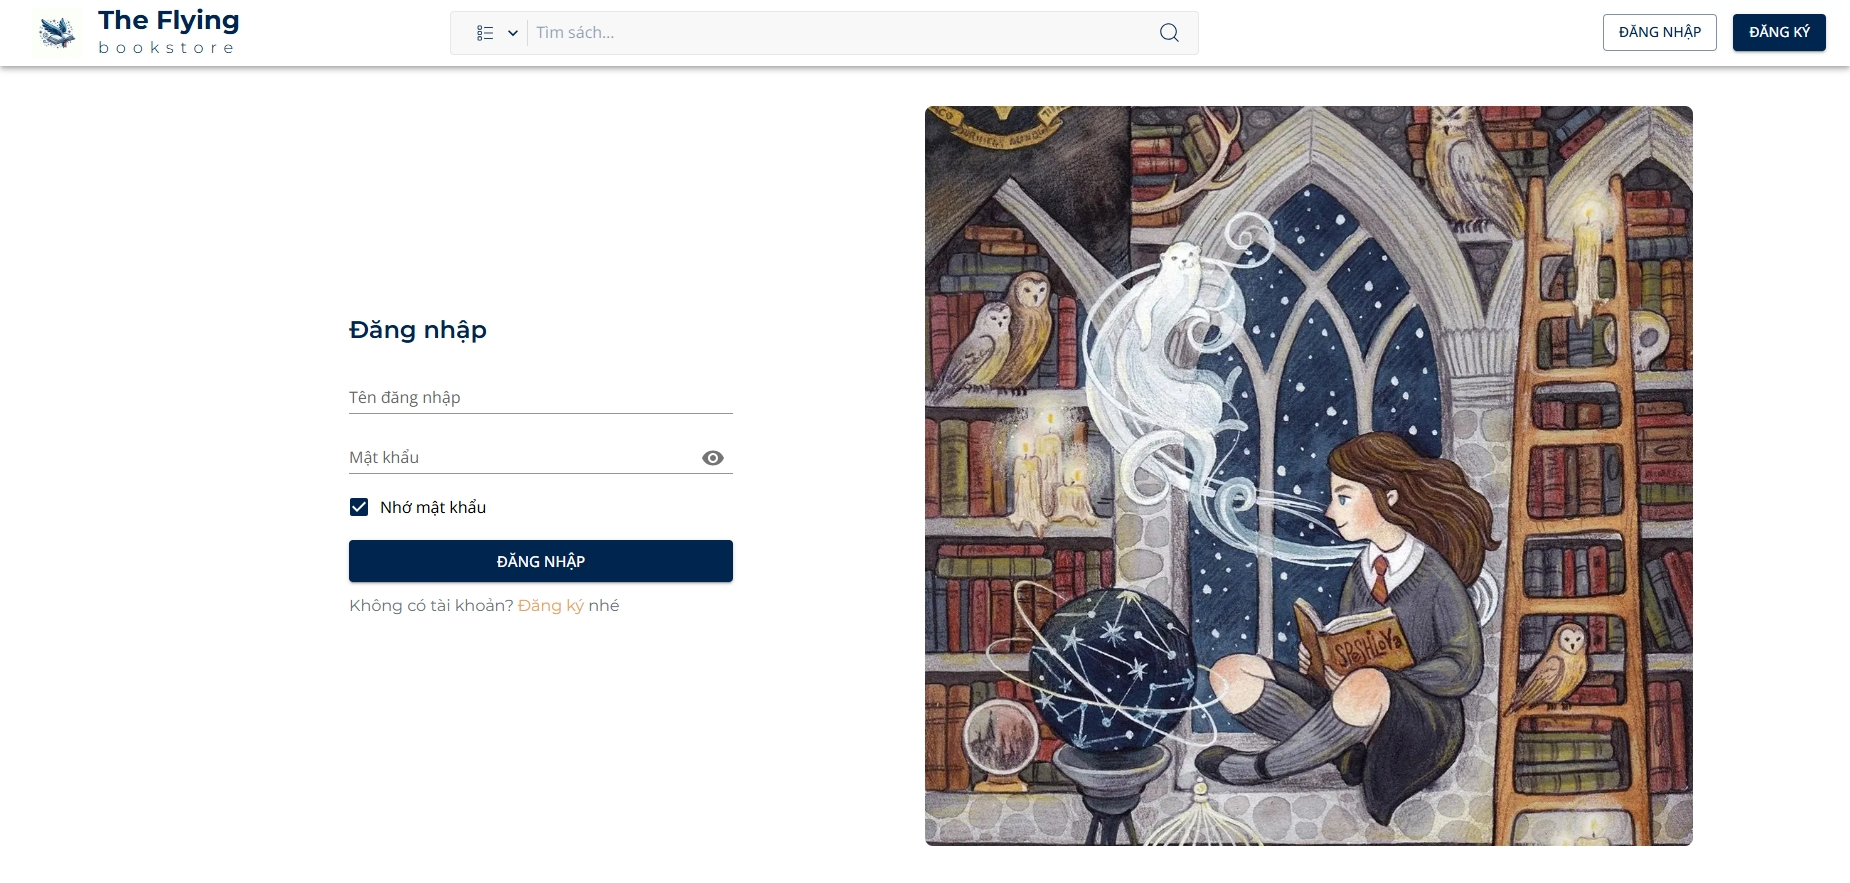 The Flying
bookstore
Tìm sách...
ĐĂNG NHẬP
ĐĂNG KÝ
Đăng nhập
Tên đăng nhập
Mật khẩu
Nhớ mật khẩu
ĐĂNG NHẬP
Không có tài khoản? Đăng ký nhé
SPESHiLOVA